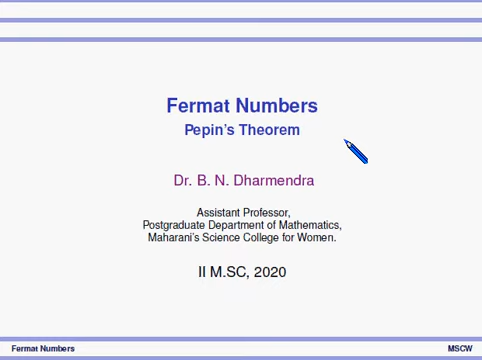 Fermat Numbers
Pepin's Theorem
Dr. B. N. Dharmendra
Assistant Professor,
Postgraduate Department of Mathematics,
Maharani's Science College for Women.
II M.SC, 2020
Fermat Numbers
MSCW